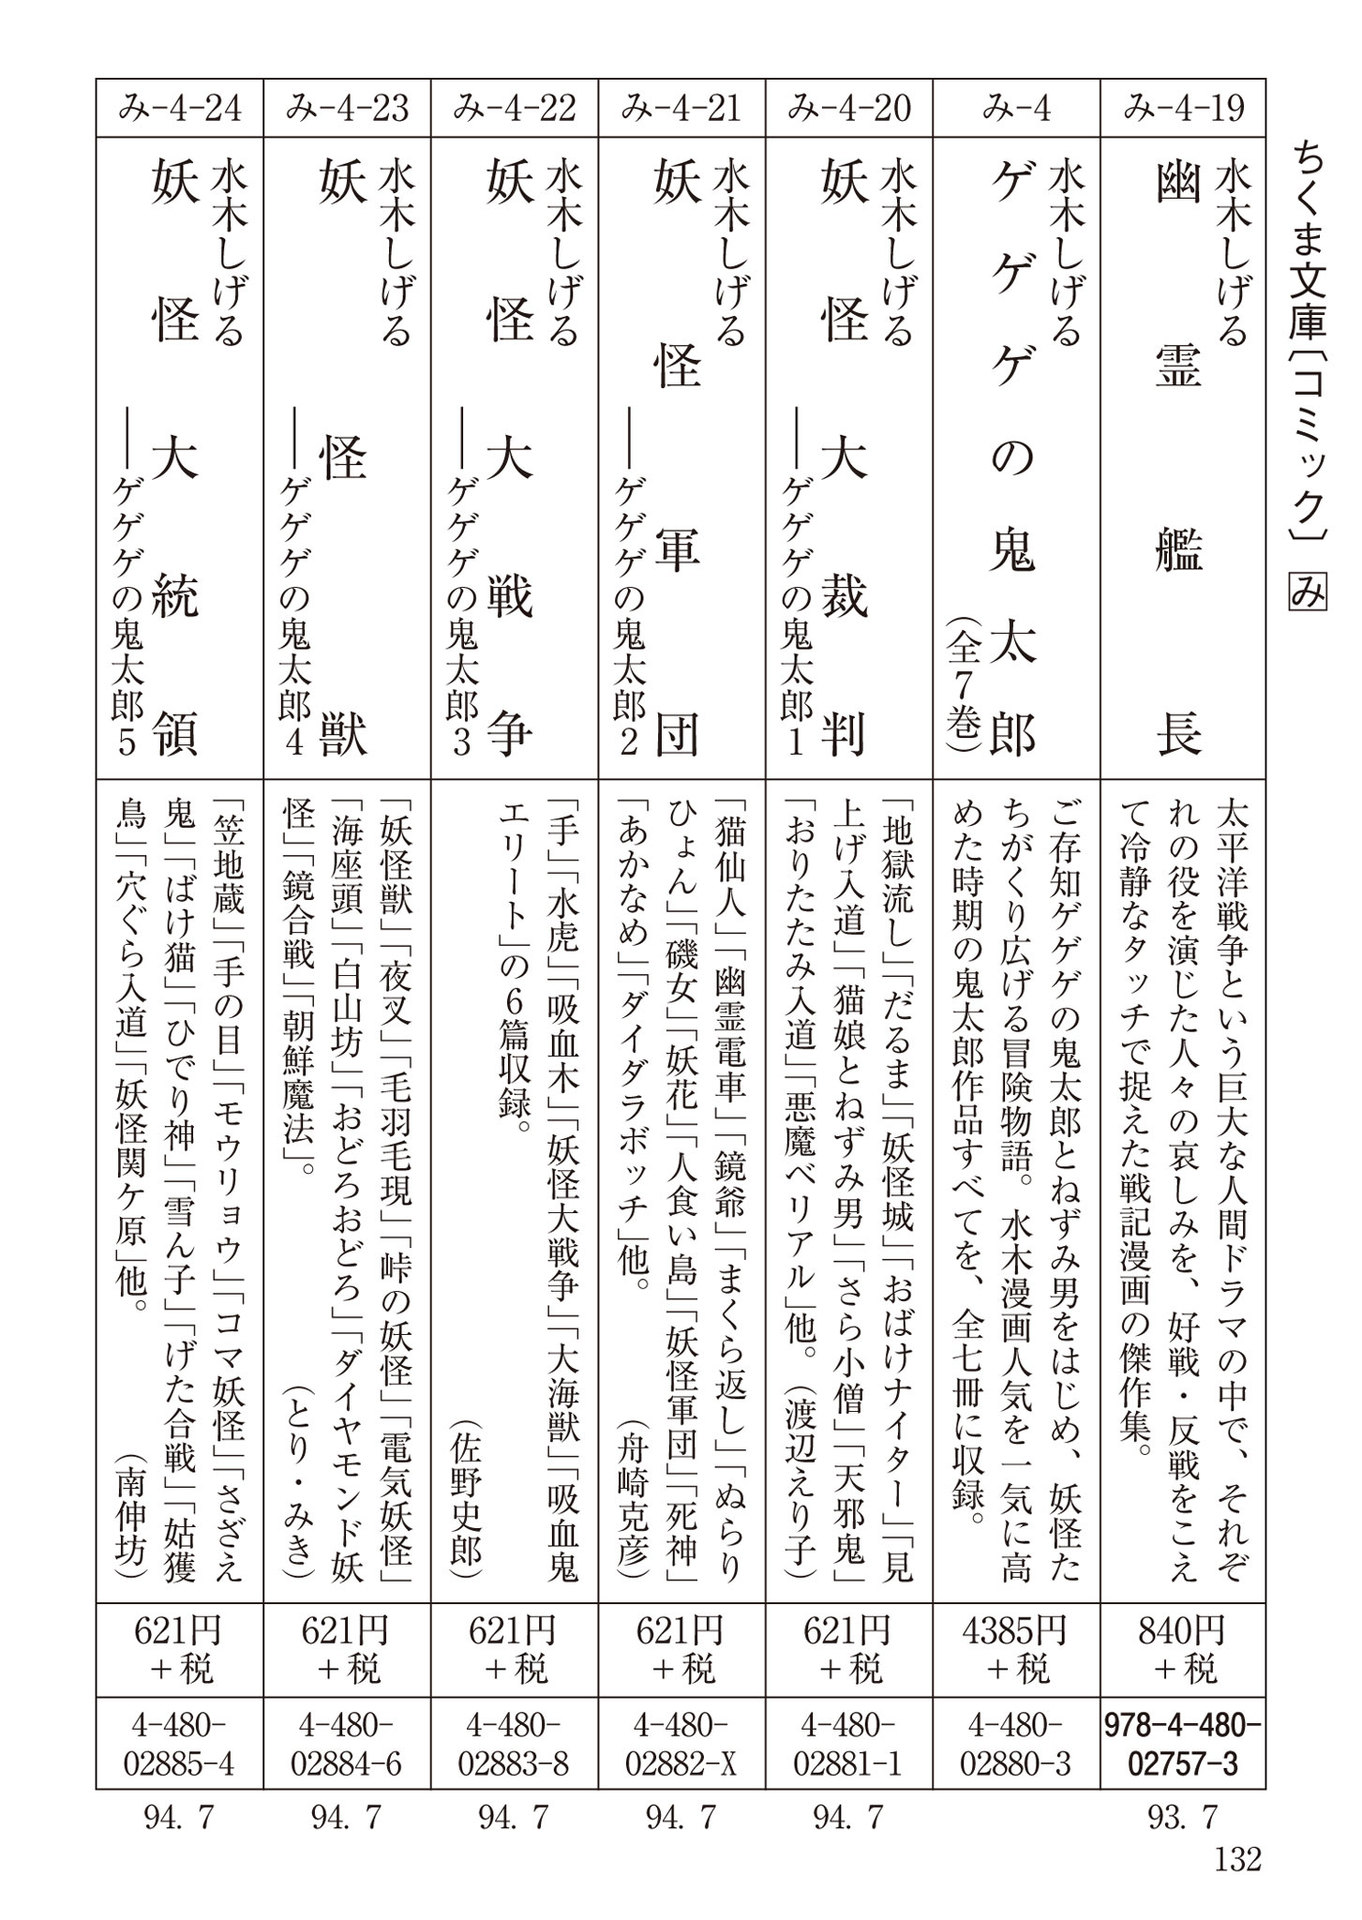 ちくま文庫〔コミック〕 み
み-4-19
水木しげる
幽霊艦長
太平洋戦争という巨大な人間ドラマの中で、それぞ
れの役を演じた人々の哀しみを、好戦・反戦をこえ
て冷静なタッチで捉えた戦記漫画の傑作集。
840円
+税
978-4-480-
02757-3
93. 7
み-4
水木しげる
ゲゲゲの鬼太郎
(全7巻)
ご存知ゲゲゲの鬼太郎とねずみ男をはじめ、妖怪た
ちがくり広げる冒険物語。水木漫画人気を一気に高
めた時期の鬼太郎作品すべてを、全七冊に収録。
4385円
+税
4-480-
02880-3
み-4-20
水木しげる
妖怪大裁判
――ゲゲゲの鬼太郎1
「地獄流し」「だるま」「妖怪城」「おばけナイター」「見
上げ入道」「猫娘とねずみ男」「さら小僧」「天邪鬼」
「おりたたみ入道」「悪魔ベリアル」他。(渡辺えり子)
621円
+税
4-480-
02881-1
94. 7
み-4-21
水木しげる
妖怪軍団
――ゲゲゲの鬼太郎2
「猫仙人」「幽霊電車」「鏡爺」「まくら返し」「ぬらり
ひょん」「磯女」「妖花」「人食い島」「妖怪軍団」「死神」
「あかなめ」「ダイダラボッチ」他。(舟崎克彦)
621円
+税
4-480-
02882-X
94. 7
み-4-22
水木しげる
妖怪大戦争
――ゲゲゲの鬼太郎3
「手」「水虎」「吸血木」「妖怪大戦争」「大海獣」「吸血鬼
エリート」の6篇収録。
(佐野史郎)
621円
+税
4-480-
02883-8
94. 7
み-4-23
水木しげる
妖怪獣
――ゲゲゲの鬼太郎4
「妖怪獣」「夜叉」「毛羽毛現」「峠の妖怪」「電気妖怪」
「海座頭」「白山坊」「おどろおどろ」「ダイヤモンド妖
怪」「鏡合戦」「朝鮮魔法」。(とり・みき)
621円
+税
4-480-
02884-6
94. 7
み-4-24
水木しげる
妖怪大統領
――ゲゲゲの鬼太郎5
「笠地蔵」「手の目」「モウリョウ」「コマ妖怪」「さざえ
鬼」「ばけ猫」「ひでり神」「雪ん子」「げた合戦」「姑獲
鳥」「穴ぐら入道」「妖怪関ケ原」他。(南伸坊)
621円
+税
4-480-
02885-4
94. 7
132